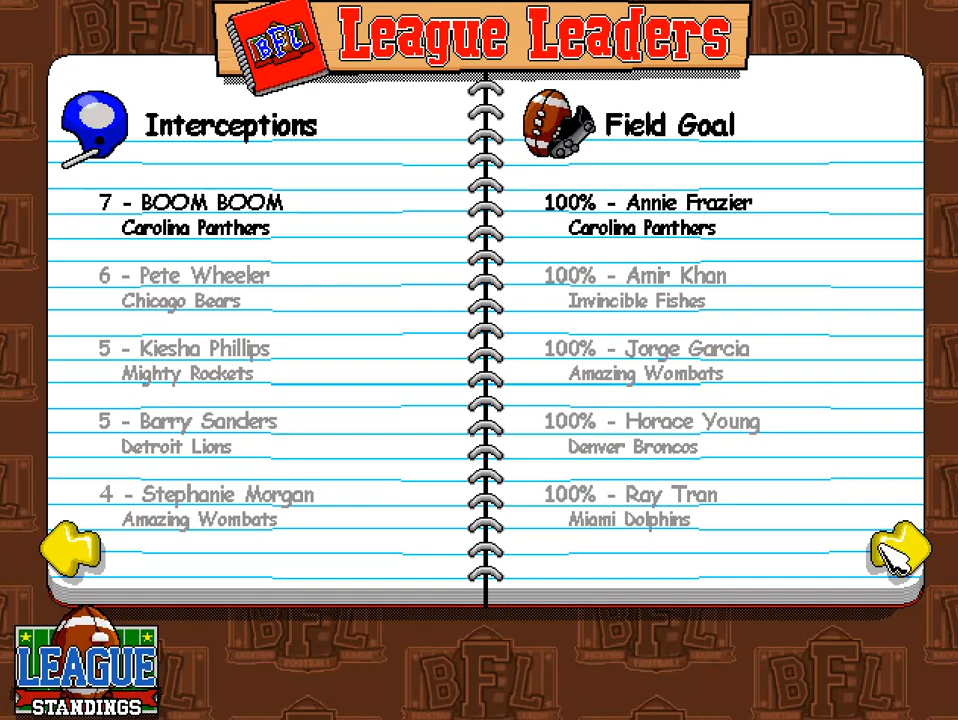 BFL League Leaders
Interceptions
7 - BOOM BOOM
Carolina Panthers
6 - Pete Wheeler
Chicago Bears
5 - Kiesha Phillips
Mighty Rockets
5 - Barry Sanders
Detroit Lions
4 - Stephanie Morgan
Amazing Wombats
Field Goal
100% - Annie Frazier
Carolina Panthers
100% - Amir Khan
Invincible Fishes
100% - Jorge Garcia
Amazing Wombats
100% - Horace Young
Denver Broncos
100% - Ray Tran
Miami Dolphins
LEAGUE
STANDINGS
BFL
BFL
BFL